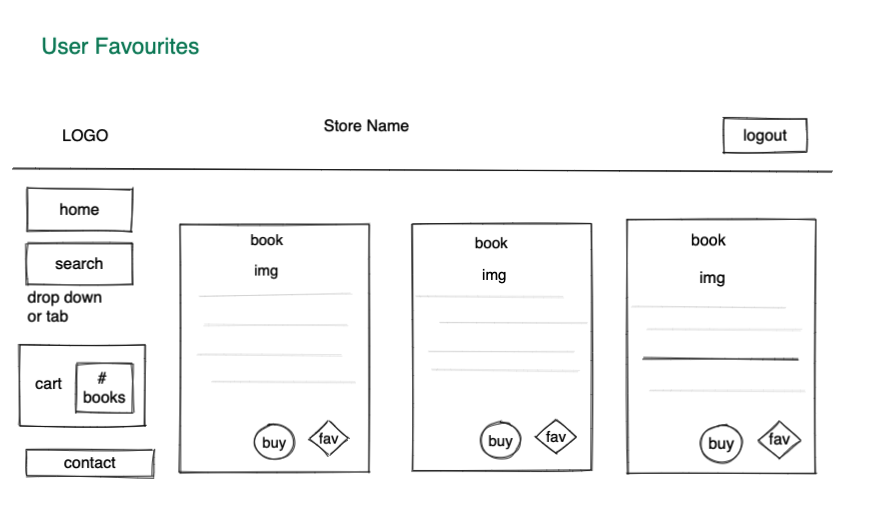 User Favourites
LOGO
Store Name
logout
home
search
drop down
or tab
cart
#
books
contact
book
img
buy
fav
book
img
buy
fav
book
img
buy
fav